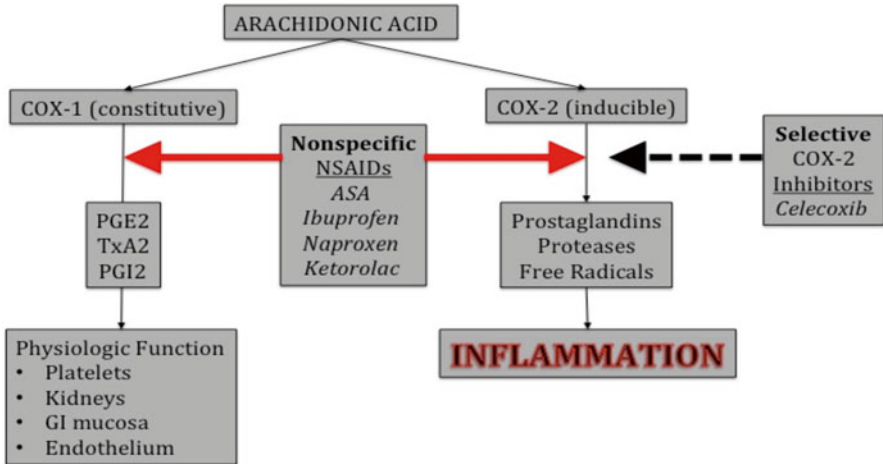 ARACHIDONIC ACID
COX-1 (constitutive)
COX-2 (inducible)
Nonspecific
NSAIDs
ASA
Ibuprofen
Naproxen
Ketorolac
Selective
COX-2
Inhibitors
Celecoxib
PGE2
TxA2
PGI2
Prostaglandins
Proteases
Free Radicals
Physiologic Function
• Platelets
• Kidneys
• GI mucosa
• Endothelium
INFLAMMATION